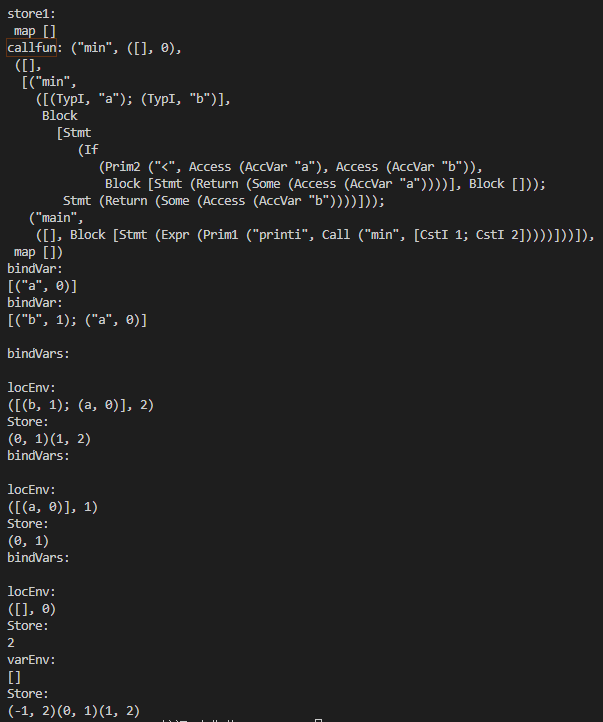 store1:
 map []
callfun: ("min", ([], 0),
 ([],
  [("min",
    ([(TypI, "a"); (TypI, "b")],
     Block
       [Stmt
          (If
             (Prim2 ("<", Access (AccVar "a"), Access (AccVar "b")),
              Block [Stmt (Return (Some (Access (AccVar "a"))))], Block []));
        Stmt (Return (Some (Access (AccVar "b"))))]));
   ("main",
    ([], Block [Stmt (Expr (Prim1 ("printi", Call ("min", [CstI 1; CstI 2]))))]))]),
 map [])
bindVar:
[("a", 0)]
bindVar:
[("b", 1); ("a", 0)]
bindVars:
locEnv:
([(b, 1); (a, 0)], 2)
Store:
(0, 1)(1, 2)
bindVars:
locEnv:
([(a, 0)], 1)
Store:
(0, 1)
bindVars:
locEnv:
([], 0)
Store:
2
varEnv:
[]
Store:
(-1, 2)(0, 1)(1, 2)